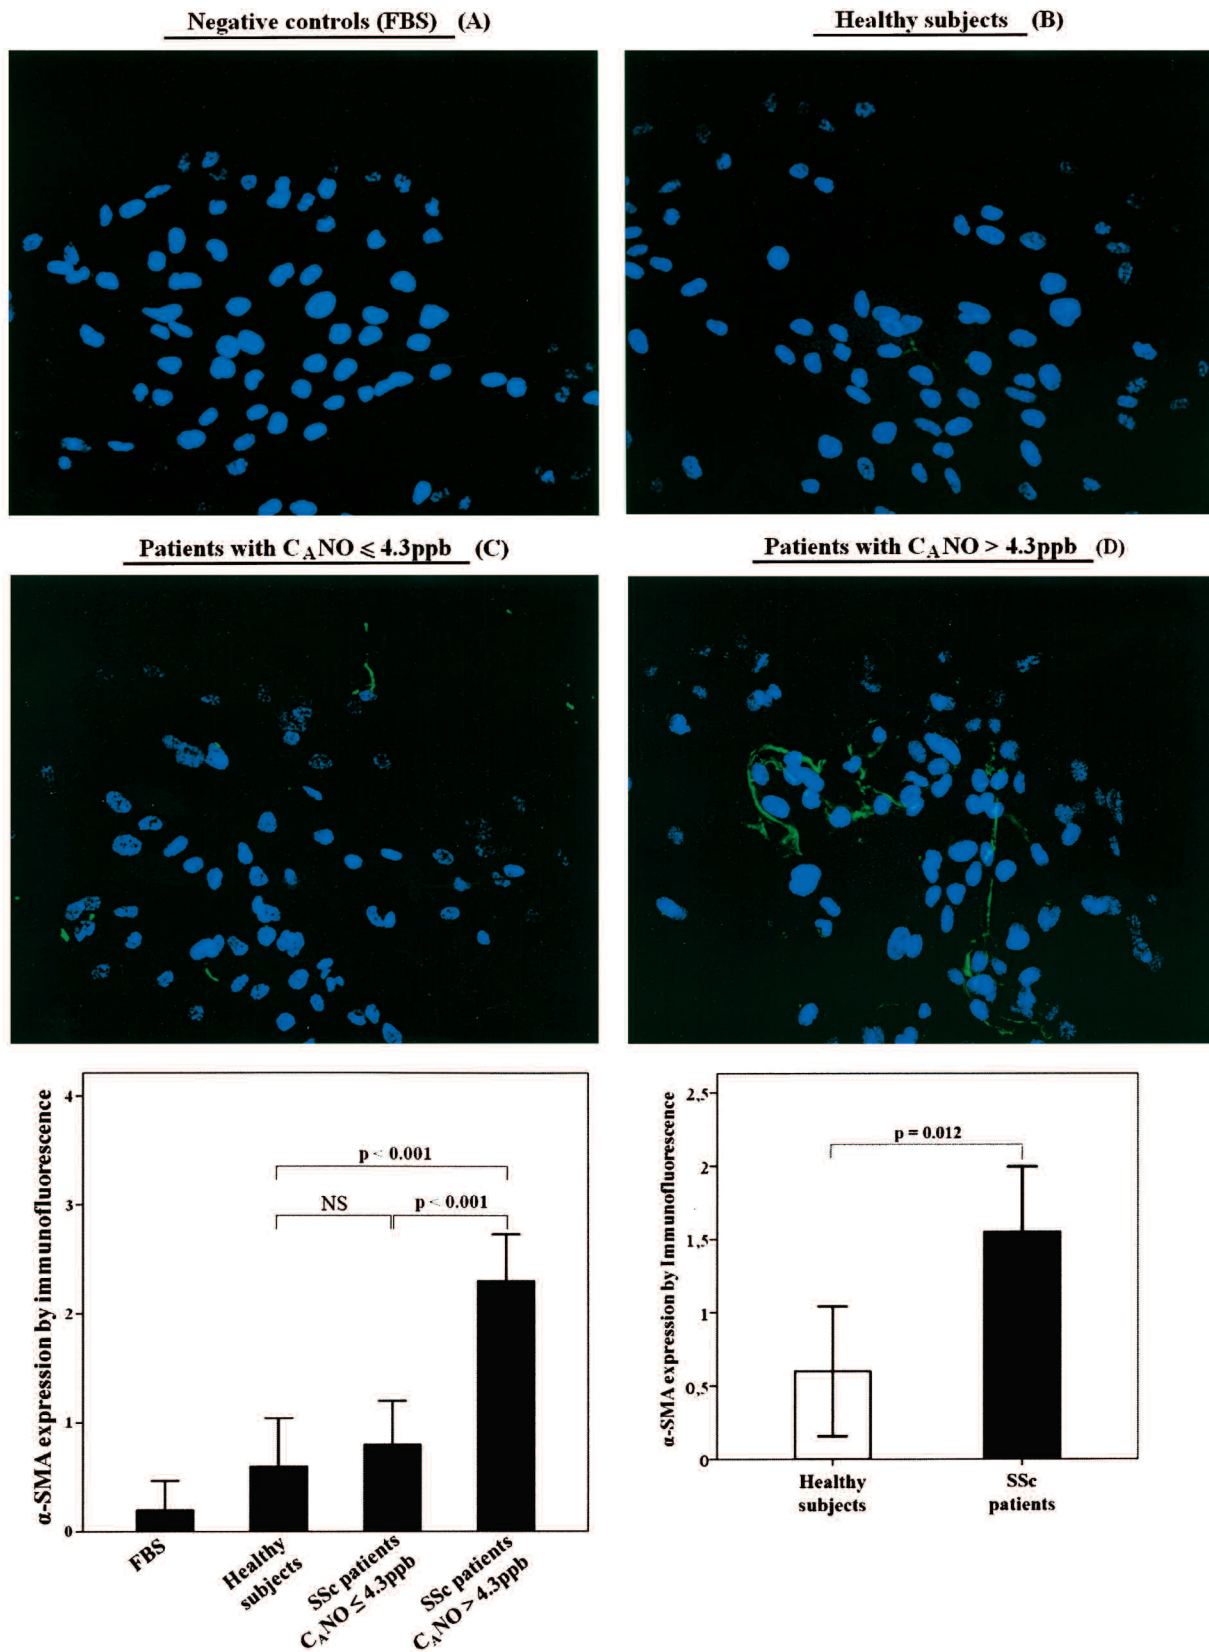 Negative controls (FBS) (A)
Healthy subjects (B)
Patients with CANO ≤ 4.3ppb (C)
Patients with CANO > 4.3ppb (D)
α-SMA expression by immunofluorescence
4
3
2
1
0
p < 0.001
NS
p < 0.001
FBS
Healthy
subjects
SSc patients
CANO ≤ 4.3ppb
SSc patients
CANO > 4.3ppb
α-SMA expression by Immunofluorescence
2,5
2
1,5
1
0,5
0
p = 0.012
Healthy
subjects
SSc
patients